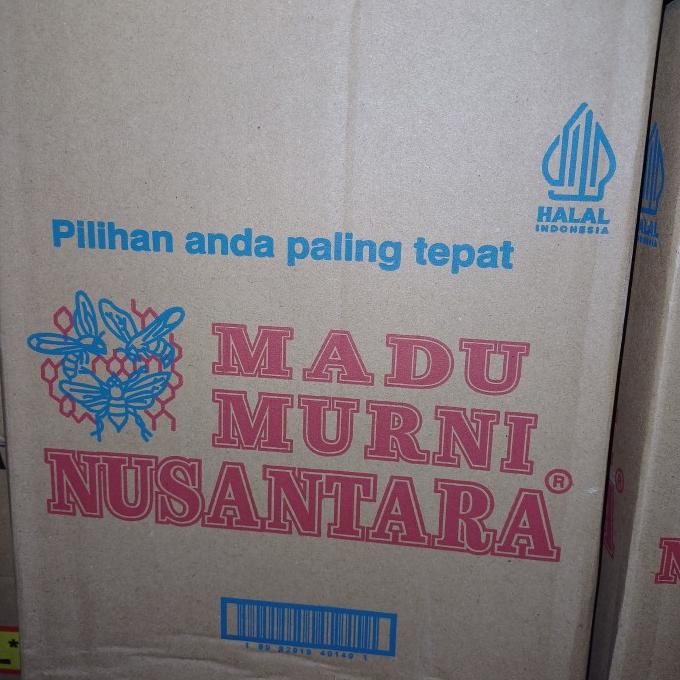 HALAL
INDONESIA
Pilihan anda paling tepat
MADU
MURNI
NUSANTARA®